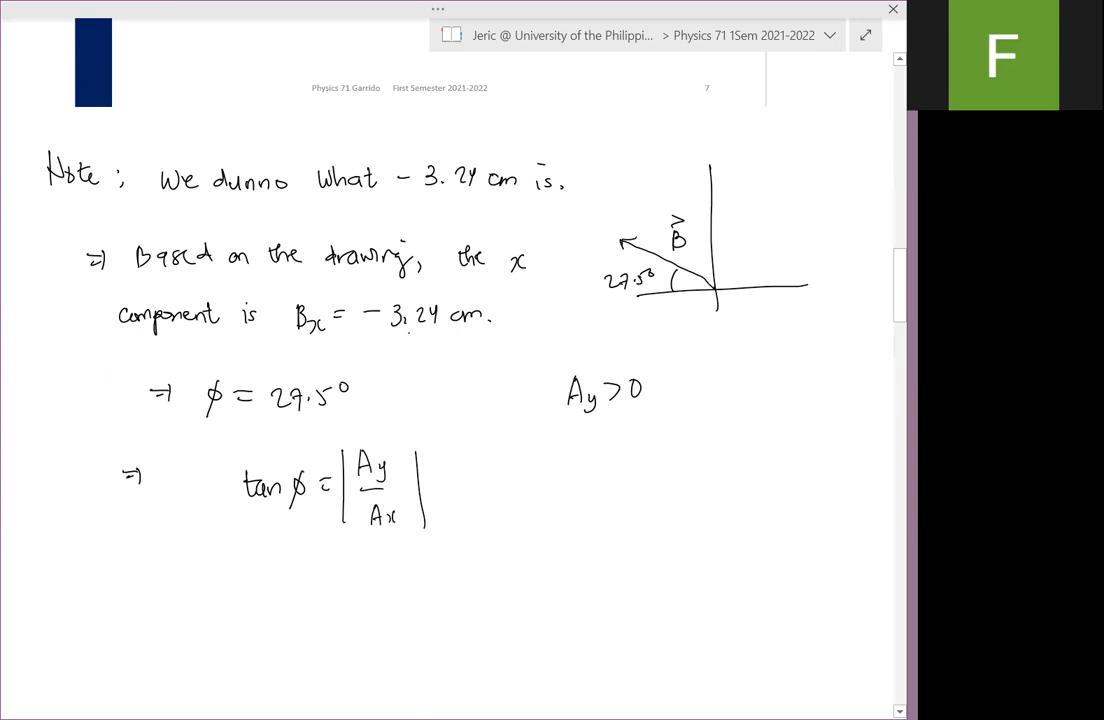 Jeric @ University of the Philippi... > Physics 71 1Sem 2021-2022
F
Physics 71 Garrido First Semester 2021-2022 7
Note: We dunno what - 3.24 cm is.
B
27.5°
⇒ Based on the drawing, the x
component is Bx = - 3.24 cm.
⇒ ϕ = 27.5°
Ay > 0
⇒ tan ϕ = | Ay / Ax |